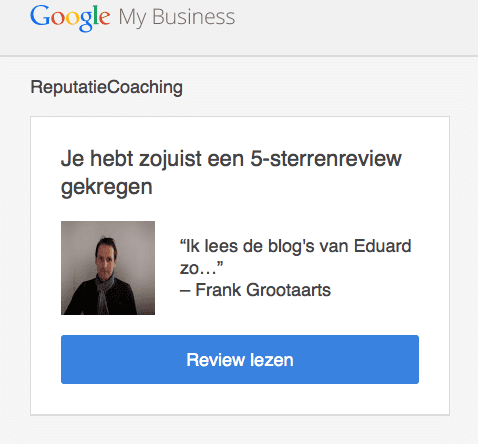 Google My Business
ReputatieCoaching
Je hebt zojuist een 5-sterrenreview
gekregen
“Ik lees de blog's van Eduard
zo…”
– Frank Grootaarts
Review lezen